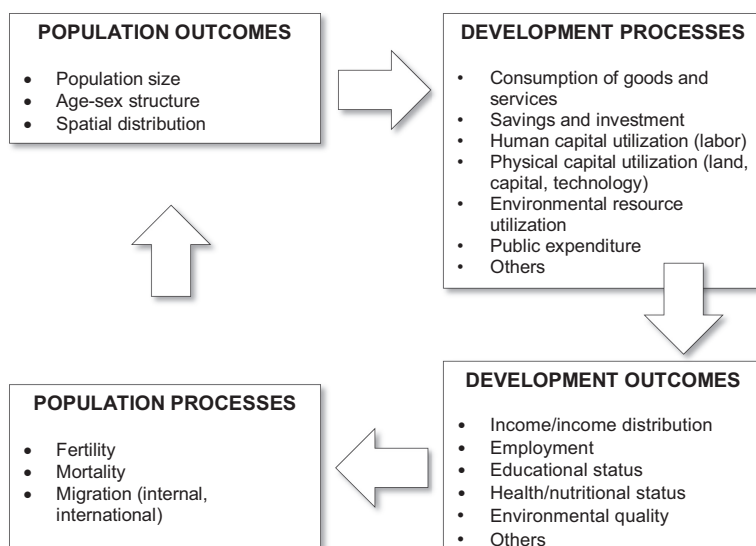 POPULATION OUTCOMES
• Population size
• Age-sex structure
• Spatial distribution
DEVELOPMENT PROCESSES
• Consumption of goods and
services
• Savings and investment
• Human capital utilization (labor)
• Physical capital utilization (land,
capital, technology)
• Environmental resource
utilization
• Public expenditure
• Others
DEVELOPMENT OUTCOMES
• Income/income distribution
• Employment
• Educational status
• Health/nutritional status
• Environmental quality
• Others
POPULATION PROCESSES
• Fertility
• Mortality
• Migration (internal,
international)